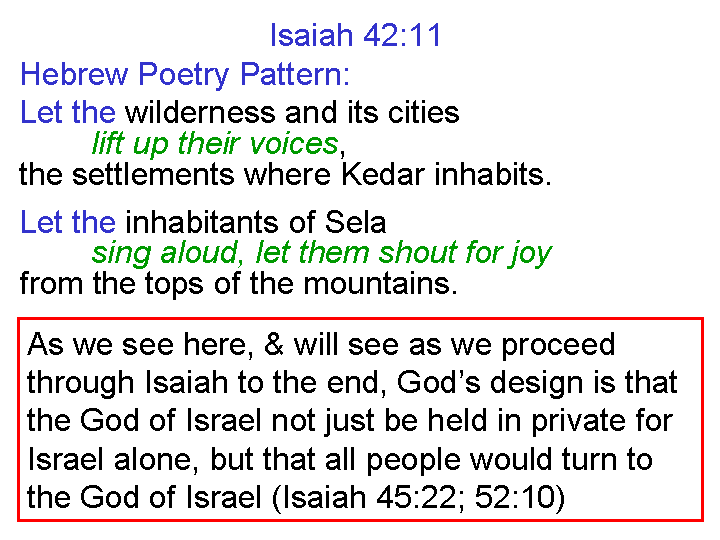 Isaiah 42:11
Hebrew Poetry Pattern:
Let the wilderness and its cities
lift up their voices,
the settlements where Kedar inhabits.
Let the inhabitants of Sela
sing aloud, let them shout for joy
from the tops of the mountains.
As we see here, & will see as we proceed
through Isaiah to the end, God’s design is that
the God of Israel not just be held in private for
Israel alone, but that all people would turn to
the God of Israel (Isaiah 45:22; 52:10)